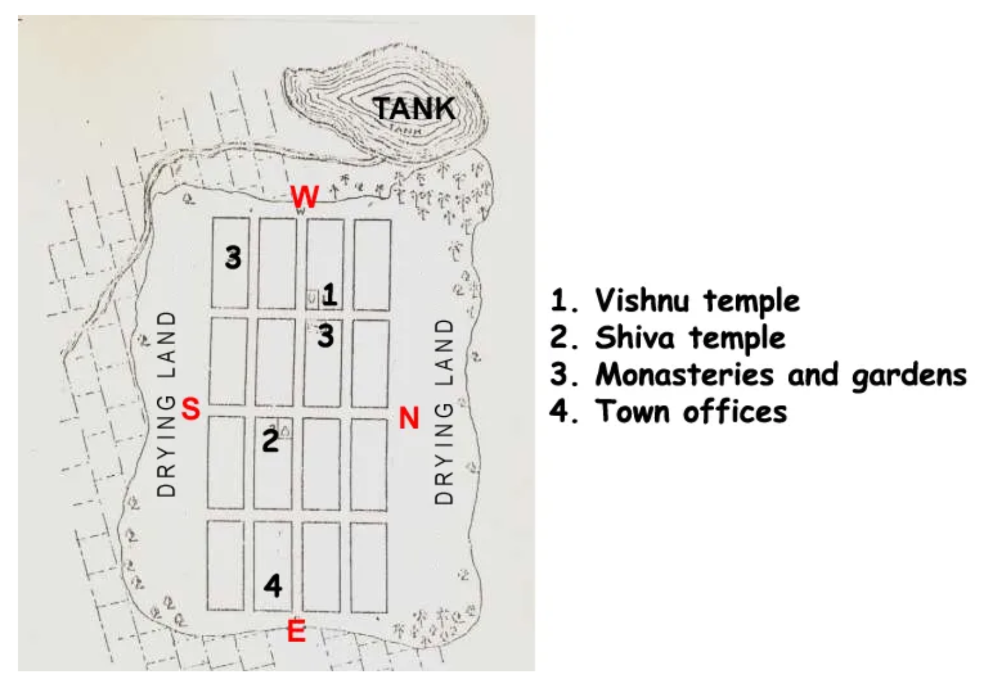 TANK
TANK
W
W
3
1
3
DRYING LAND
S
N
DRYING LAND
2
4
E
1. Vishnu temple
2. Shiva temple
3. Monasteries and gardens
4. Town offices